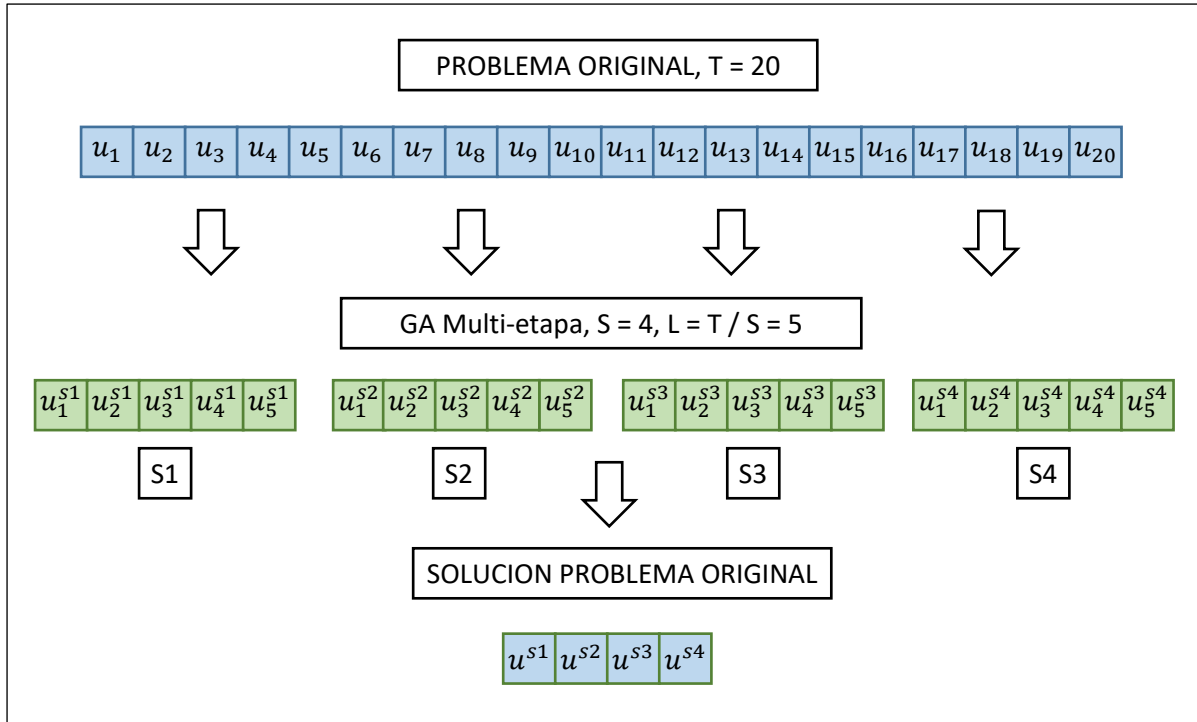 PROBLEMA ORIGINAL, T = 20
u₁ u₂ u₃ u₄ u₅ u₆ u₇ u₈ u₉ u₁₀ u₁₁ u₁₂ u₁₃ u₁₄ u₁₅ u₁₆ u₁₇ u₁₈ u₁₉ u₂₀
GA Multi-etapa, S = 4, L = T / S = 5
u₁ˢ¹ u₂ˢ¹ u₃ˢ¹ u₄ˢ¹ u₅ˢ¹ u₁ˢ² u₂ˢ² u₃ˢ² u₄ˢ² u₅ˢ² u₁ˢ³ u₂ˢ³ u₃ˢ³ u₄ˢ³ u₅ˢ³ u₁ˢ⁴ u₂ˢ⁴ u₃ˢ⁴ u₄ˢ⁴ u₅ˢ⁴
S1 S2 S3 S4
SOLUCION PROBLEMA ORIGINAL
uˢ¹ uˢ² uˢ³ uˢ⁴